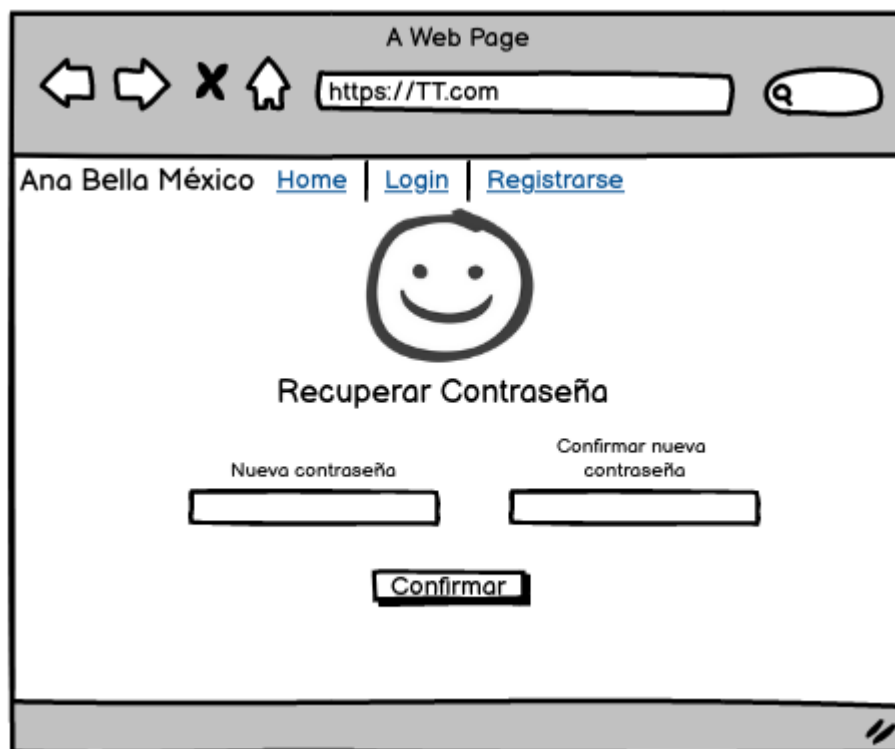 A Web Page
https://TT.com
Ana Bella México Home Login Registrarse
Recuperar Contraseña
Nueva contraseña
Confirmar nueva
contraseña
Confirmar